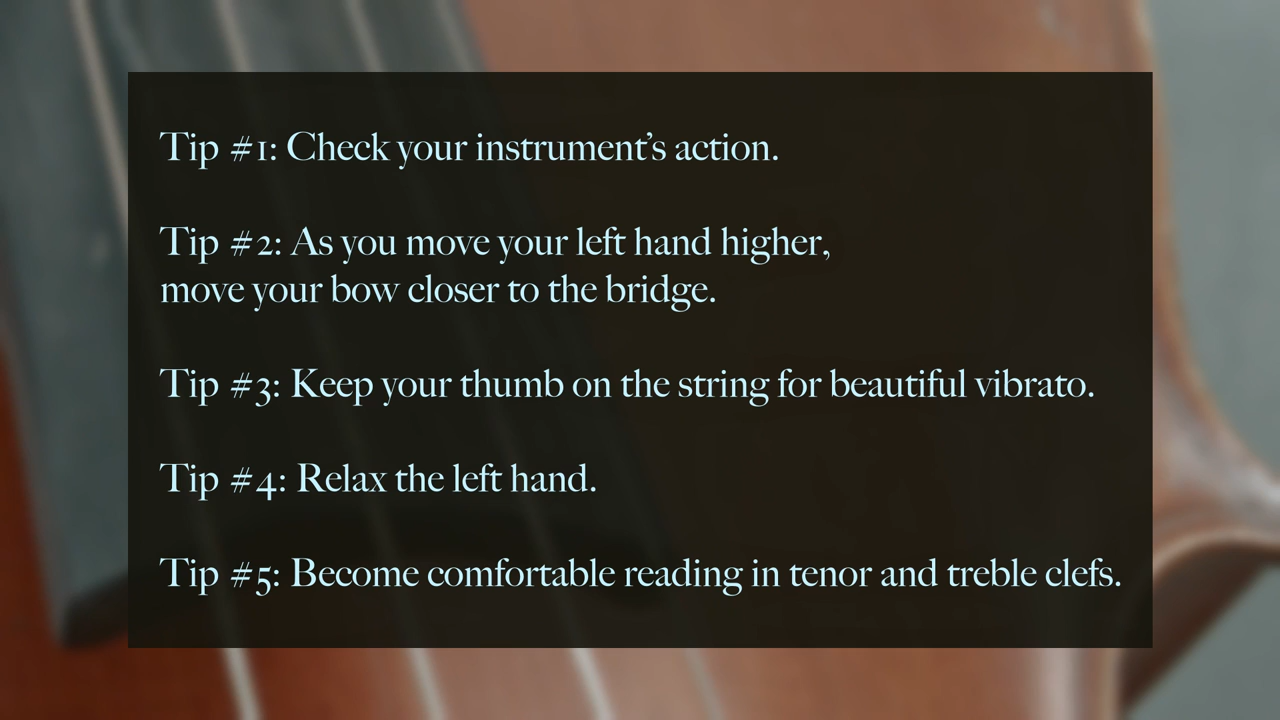 Tip #1: Check your instrument’s action.
Tip #2: As you move your left hand higher,
move your bow closer to the bridge.
Tip #3: Keep your thumb on the string for beautiful vibrato.
Tip #4: Relax the left hand.
Tip #5: Become comfortable reading in tenor and treble clefs.